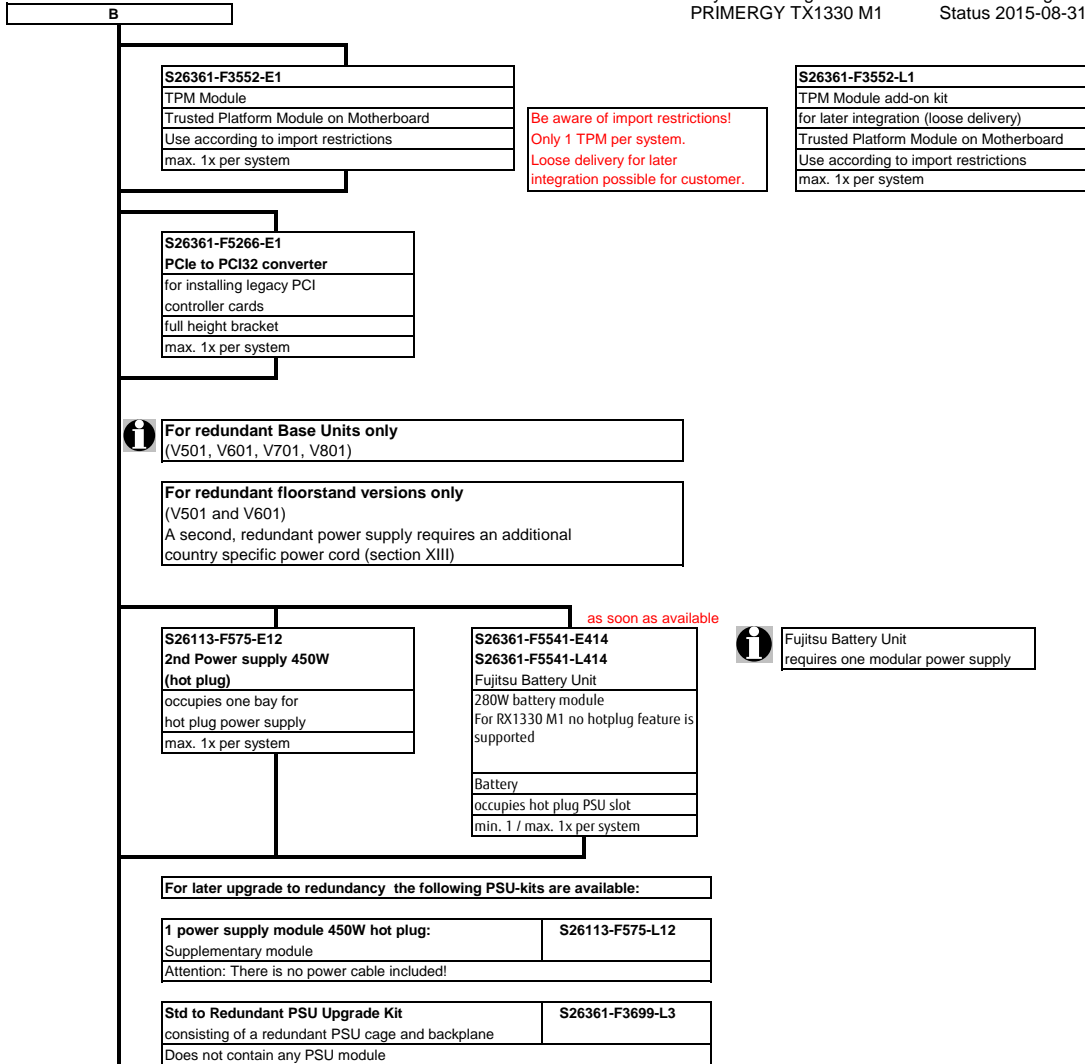 B
PRIMERGY TX1330 M1 Status 2015-08-31
S26361-F3552-E1
TPM Module
Trusted Platform Module on Motherboard
Use according to import restrictions
max. 1x per system
Be aware of import restrictions!
Only 1 TPM per system.
Loose delivery for later
integration possible for customer.
S26361-F3552-L1
TPM Module add-on kit
for later integration (loose delivery)
Trusted Platform Module on Motherboard
Use according to import restrictions
max. 1x per system
S26361-F5266-E1
PCIe to PCI32 converter
for installing legacy PCI
controller cards
full height bracket
max. 1x per system
For redundant Base Units only
(V501, V601, V701, V801)
For redundant floorstand versions only
(V501 and V601)
A second, redundant power supply requires an additional
country specific power cord (section XIII)
S26113-F575-E12
2nd Power supply 450W
(hot plug)
occupies one bay for
hot plug power supply
max. 1x per system
as soon as available
S26361-F5541-E414
S26361-F5541-L414
Fujitsu Battery Unit
280W battery module
For RX1330 M1 no hotplug feature is
supported
Battery
occupies hot plug PSU slot
min. 1 / max. 1x per system
Fujitsu Battery Unit
requires one modular power supply
For later upgrade to redundancy the following PSU-kits are available:
1 power supply module 450W hot plug: S26113-F575-L12
Supplementary module
Attention: There is no power cable included!
Std to Redundant PSU Upgrade Kit S26361-F3699-L3
consisting of a redundant PSU cage and backplane
Does not contain any PSU module